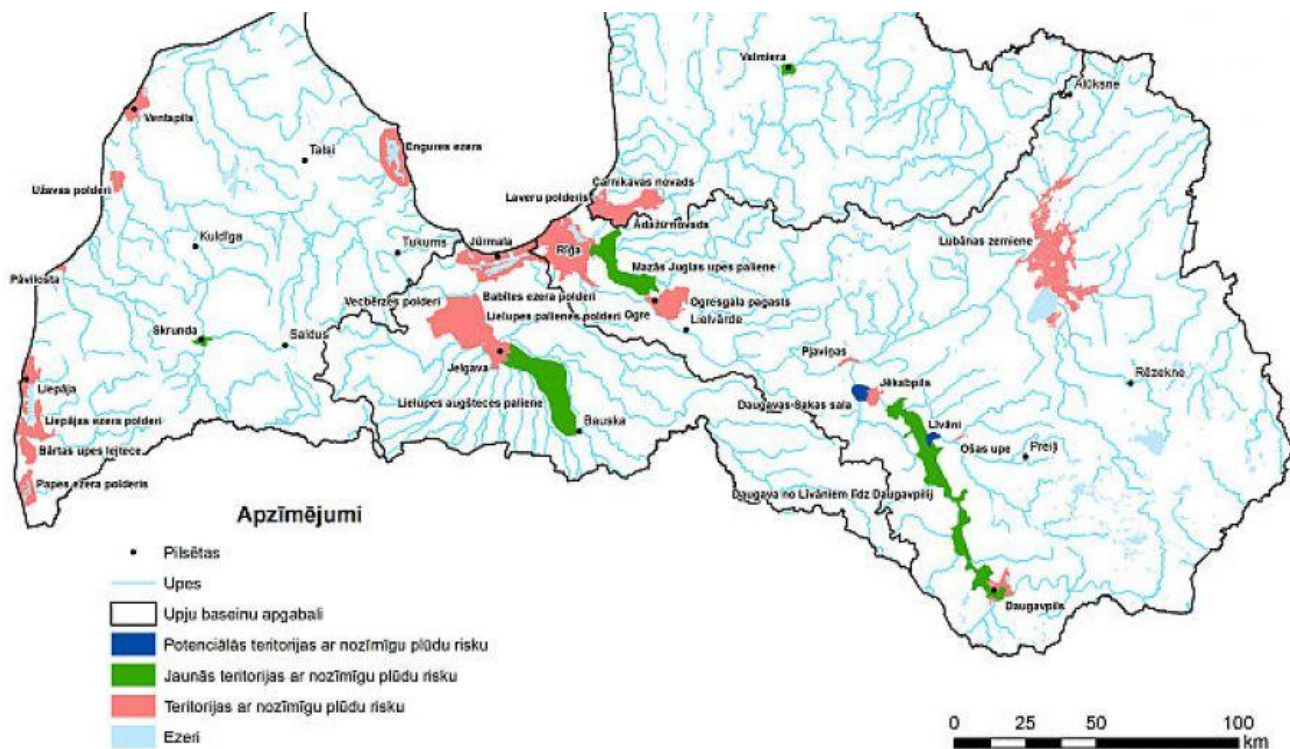 Valmiera
Alūksne
Ventspils
Talsi
Engures ezers
Užavas polderi
Carnikavas novads
Laveru polderis
Ādažu novads
Kuldīga
Tukums
Jūrmala
Rīga
Lubānas zemiene
Mazās Juglas upes paliene
Pāvilosta
Vecbērzes polderi
Babītes ezera polderi
Ogresgala pagasts
Lielupes palienes polderi
Ogre
Lielvārde
Skrunda
Saldus
Jelgava
Pļaviņas
Rēzekne
Liepāja
Jēkabpils
Lielupes augšteces paliene
Daugavas-Sakas sala
Liepājas ezera polderi
Bauska
Līvāni
Ošas upe
Preiļi
Bārtas upes lejtece
Papes ezera polderis
Daugava no Līvāniem līdz Daugavpilij
Daugavpils
Apzīmējumi
Pilsētas
Upes
Upju baseinu apgabali
Potenciālās teritorijas ar nozīmīgu plūdu risku
Jaunās teritorijas ar nozīmīgu plūdu risku
Teritorijas ar nozīmīgu plūdu risku
Ezeri
0 25 50 100
km